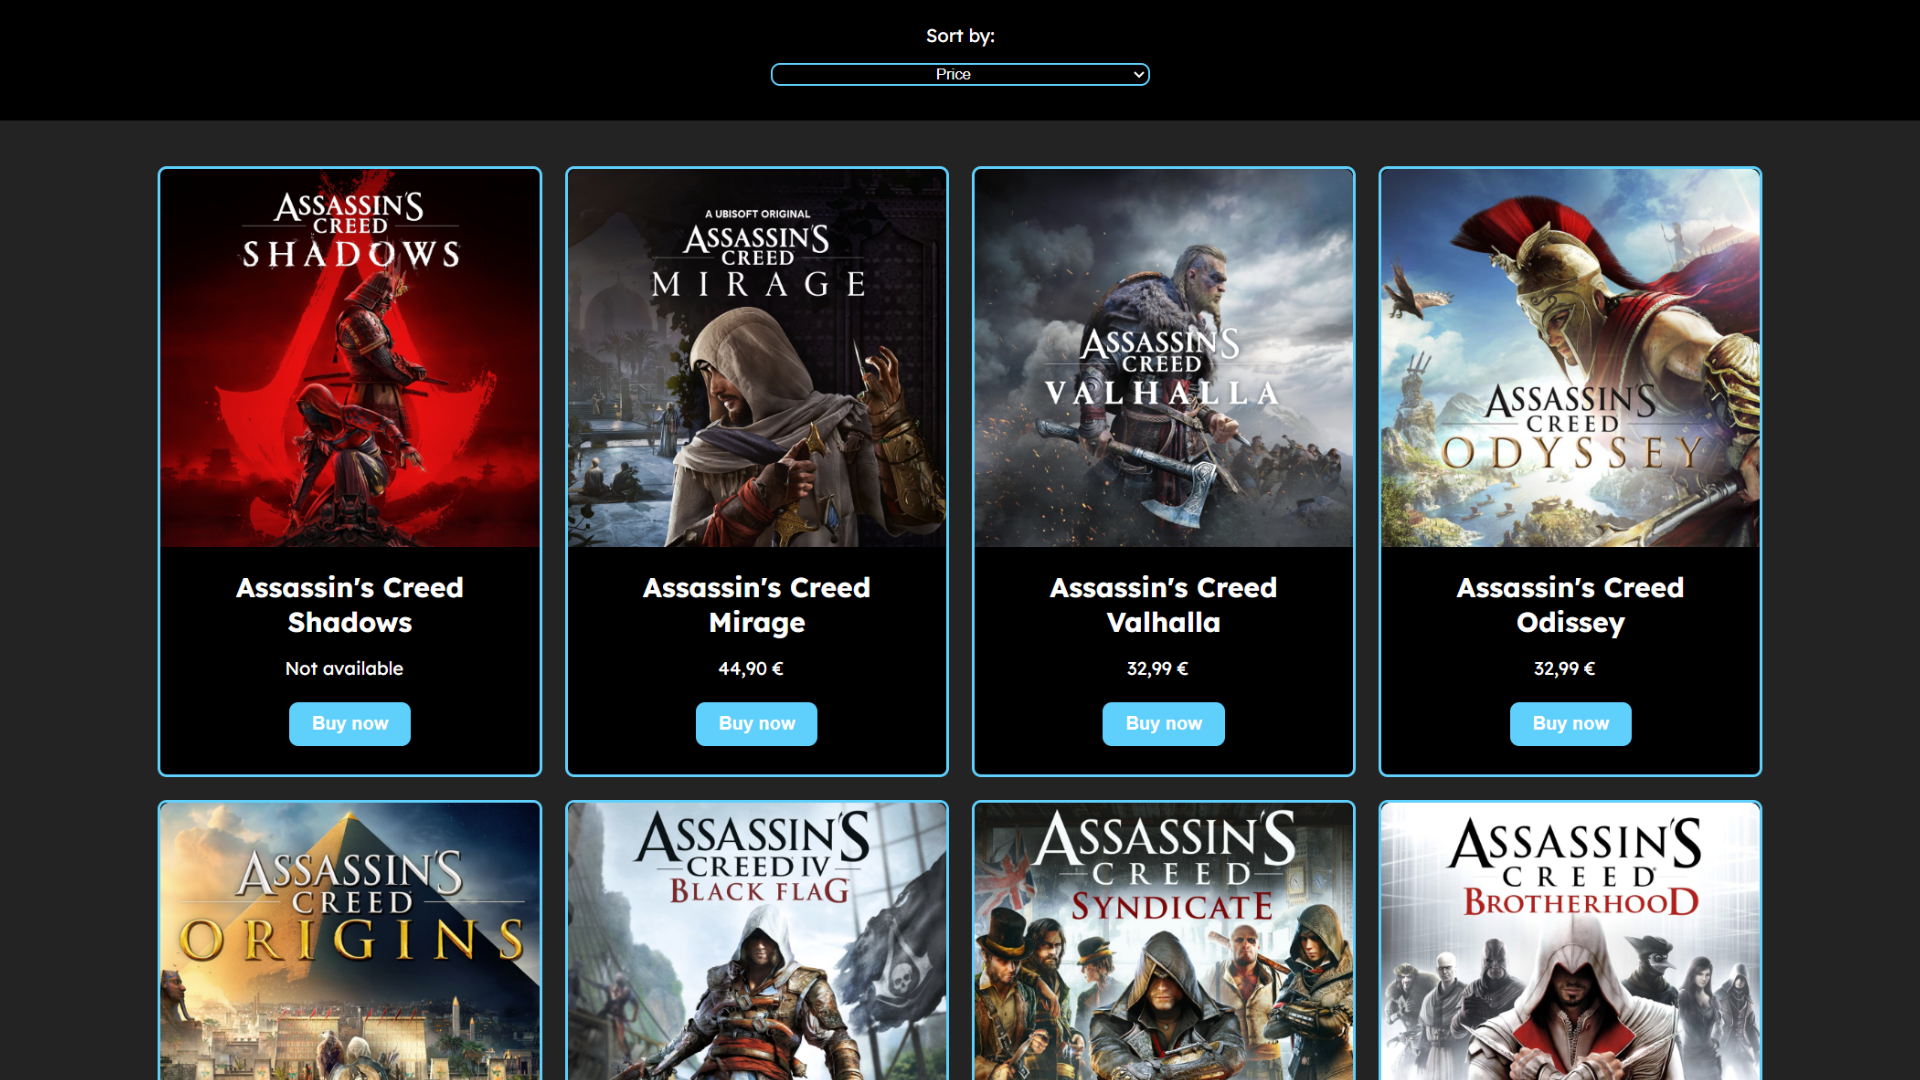 Sort by:
Price
ASSASSIN'S
CREED
SHADOWS
A UBISOFT ORIGINAL
ASSASSIN'S
CREED
MIRAGE
ASSASSIN'S
CREED
VALHALLA
ASSASSIN'S
CREED
ODYSSEY
Assassin's Creed
Shadows
Not available
Buy now
Assassin's Creed
Mirage
44,90 €
Buy now
Assassin's Creed
Valhalla
32,99 €
Buy now
Assassin's Creed
Odissey
32,99 €
Buy now
ASSASSIN'S
CREED
ORIGINS
ASSASSIN'S
CREED IV
BLACK FLAG
ASSASSIN'S
CREED
SYNDICATE
ASSASSIN'S
CREED
BROTHERHOOD